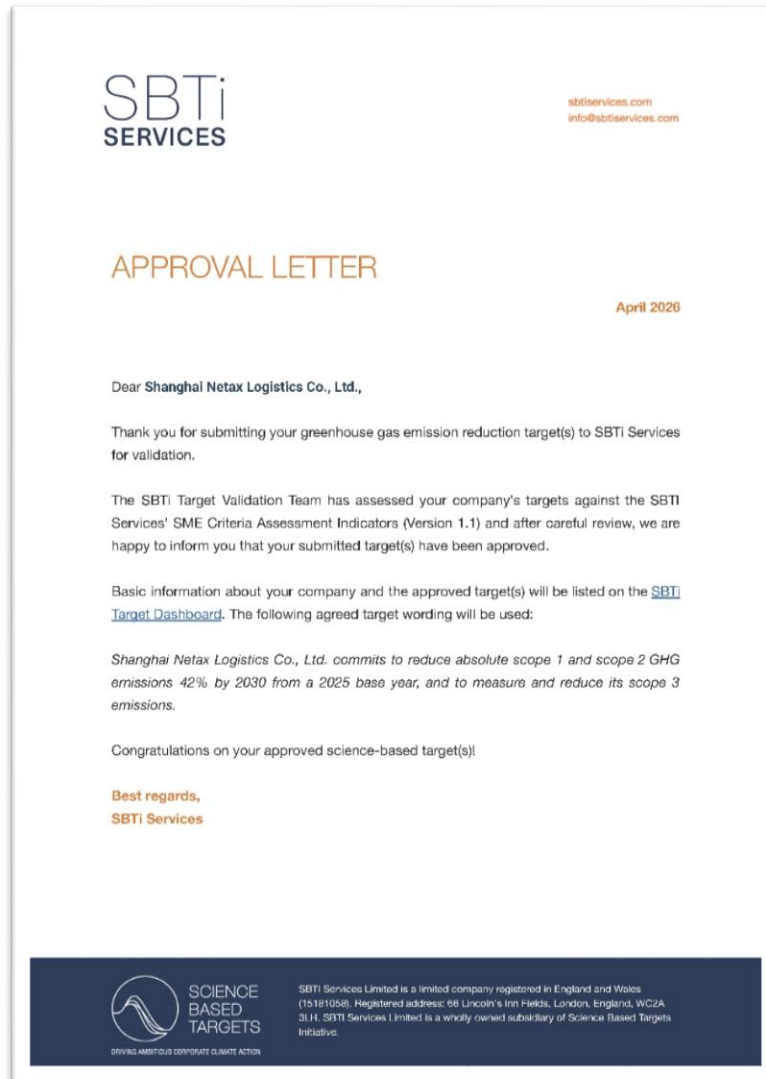 SBTi
SERVICES
sbtiservices.com
info@sbtiservices.com
APPROVAL LETTER
April 2026
Dear Shanghai Netax Logistics Co., Ltd.,
Thank you for submitting your greenhouse gas emission reduction target(s) to SBTi Services
for validation.
The SBTi Target Validation Team has assessed your company's targets against the SBTI
Services' SME Criteria Assessment Indicators (Version 1.1) and after careful review, we are
happy to inform you that your submitted target(s) have been approved.
Basic information about your company and the approved target(s) will be listed on the SBTi
Target Dashboard. The following agreed target wording will be used:
Shanghai Netax Logistics Co., Ltd. commits to reduce absolute scope 1 and scope 2 GHG
emissions 42% by 2030 from a 2025 base year, and to measure and reduce its scope 3
emissions.
Congratulations on your approved science-based target(s)!
Best regards,
SBTi Services
SCIENCE
BASED
TARGETS
DRIVING AMBITIOUS CORPORATE CLIMATE ACTION
SBTI Services Limited is a limited company registered in England and Wales
(15181058). Registered address: 66 Lincoln's Inn Fields, London, England, WC2A
3LH. SBTI Services Limited is a wholly owned subsidiary of Science Based Targets
Initiative.